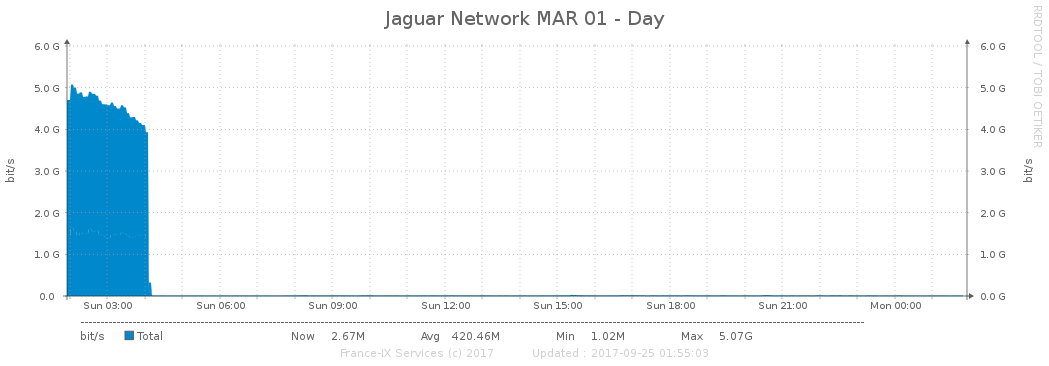 Jaguar Network MAR 01 - Day
RRDTOOL / TOBI OETIKER
bit/s
6.0 G
5.0 G
4.0 G
3.0 G
2.0 G
1.0 G
0.0
6.0 G
5.0 G
4.0 G
3.0 G
2.0 G
1.0 G
0.0 G
bit/s
Sun 03:00 Sun 06:00 Sun 09:00 Sun 12:00 Sun 15:00 Sun 18:00 Sun 21:00 Mon 00:00
bit/s Total Now 2.67M Avg 420.46M Min 1.02M Max 5.07G
France-IX Services (c) 2017 Updated : 2017-09-25 01:55:03